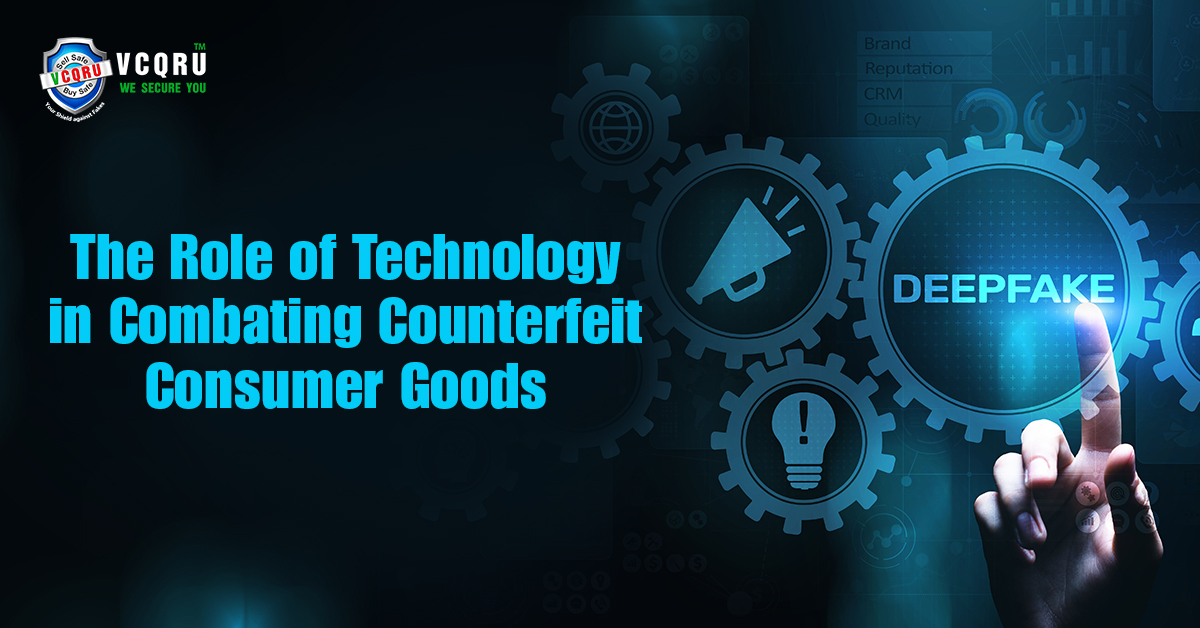 Sell Safe
VCQRU
Buy Safe
Your Shield against Fakes
VCQRU™
WE SECURE YOU
Brand
Reputation
CRM
Quality
The Role of Technology
in Combating Counterfeit
Consumer Goods
DEEPFAKE